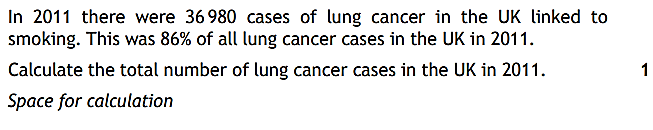 In 2011 there were 36 980 cases of lung cancer in the UK linked to
smoking. This was 86% of all lung cancer cases in the UK in 2011.
Calculate the total number of lung cancer cases in the UK in 2011. 1
Space for calculation